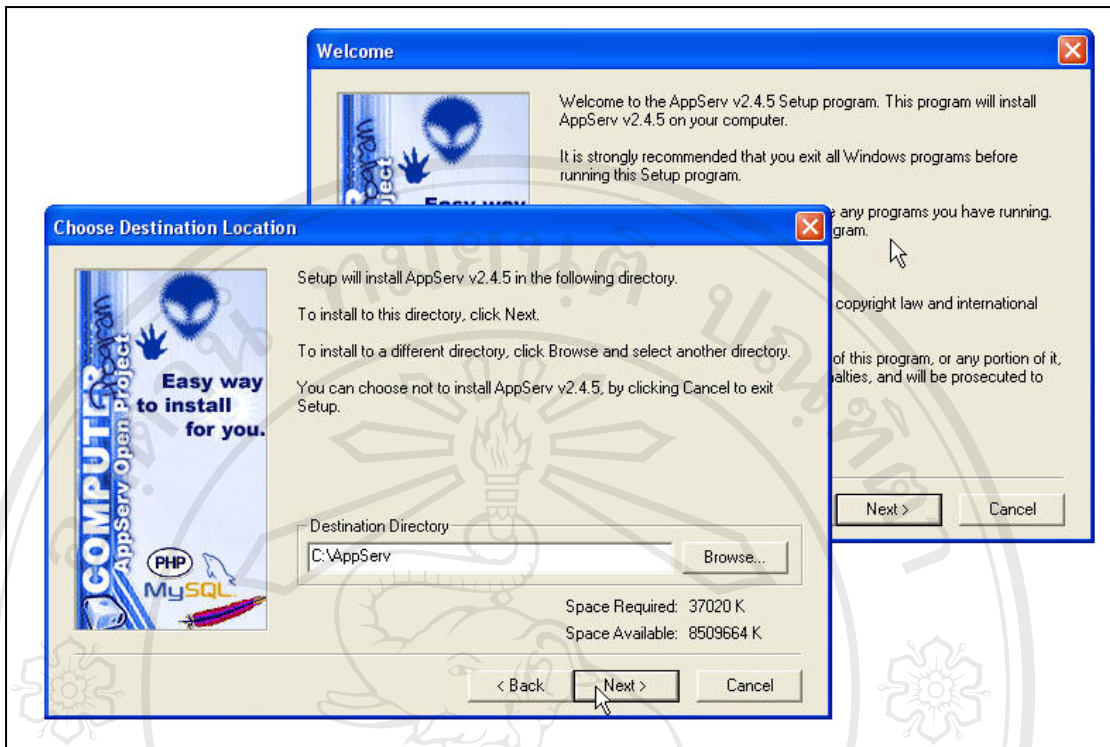 Welcome
Welcome to the AppServ v2.4.5 Setup program. This program will install
AppServ v2.4.5 on your computer.
It is strongly recommended that you exit all Windows programs before
running this Setup program.
any programs you have running.
gram.
copyright law and international
of this program, or any portion of it,
alties, and will be prosecuted to
Next >
Cancel
Choose Destination Location
COMPUTER
AppServ Open Project
Easy way
to install
for you.
PHP
MySQL
Setup will install AppServ v2.4.5 in the following directory.
To install to this directory, click Next.
To install to a different directory, click Browse and select another directory.
You can choose not to install AppServ v2.4.5, by clicking Cancel to exit
Setup.
Destination Directory
C:\AppServ
Browse...
Space Required: 37020 K
Space Available: 8509664 K
< Back
Next >
Cancel